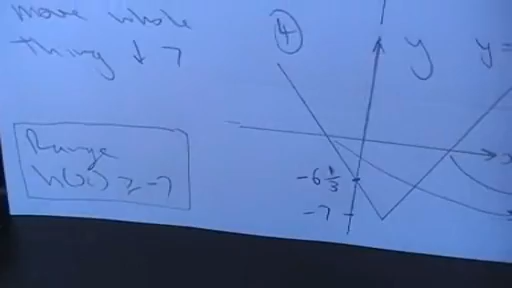 move whole
thing ↓ 7
④
y
y =
Range
h(x) ≥ -7
-6 1/3
-7
x